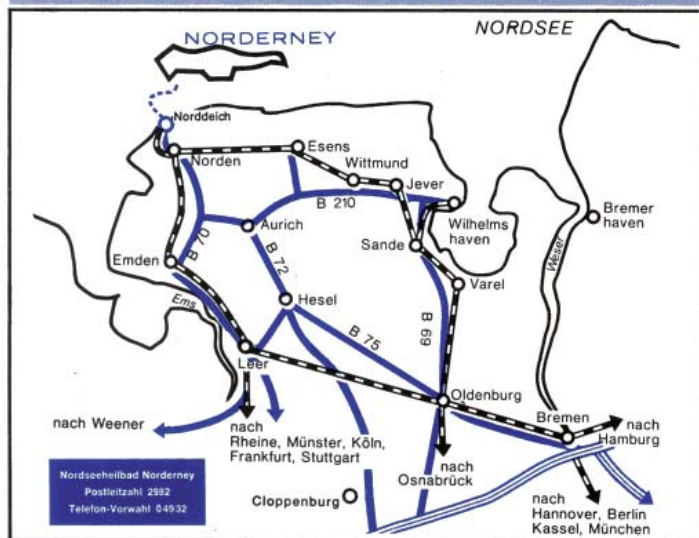 NORDERNEY
NORDSEE
Norddeich
Norden
Esens
Wittmund
Jever
B 210
Wilhelms
haven
Bremer
haven
Aurich
B 70
B 72
Sande
Weser
Emden
Ems
Hesel
Varel
B 75
B 69
Leer
Oldenburg
Bremen
nach Weener
nach
Rheine, Münster, Köln,
Frankfurt, Stuttgart
nach
Hamburg
nach
Osnabrück
Cloppenburg
nach
Hannover, Berlin
Kassel, München
Nordseeheilbad Norderney
Postleitzahl 2982
Telefon-Vorwahl 04932